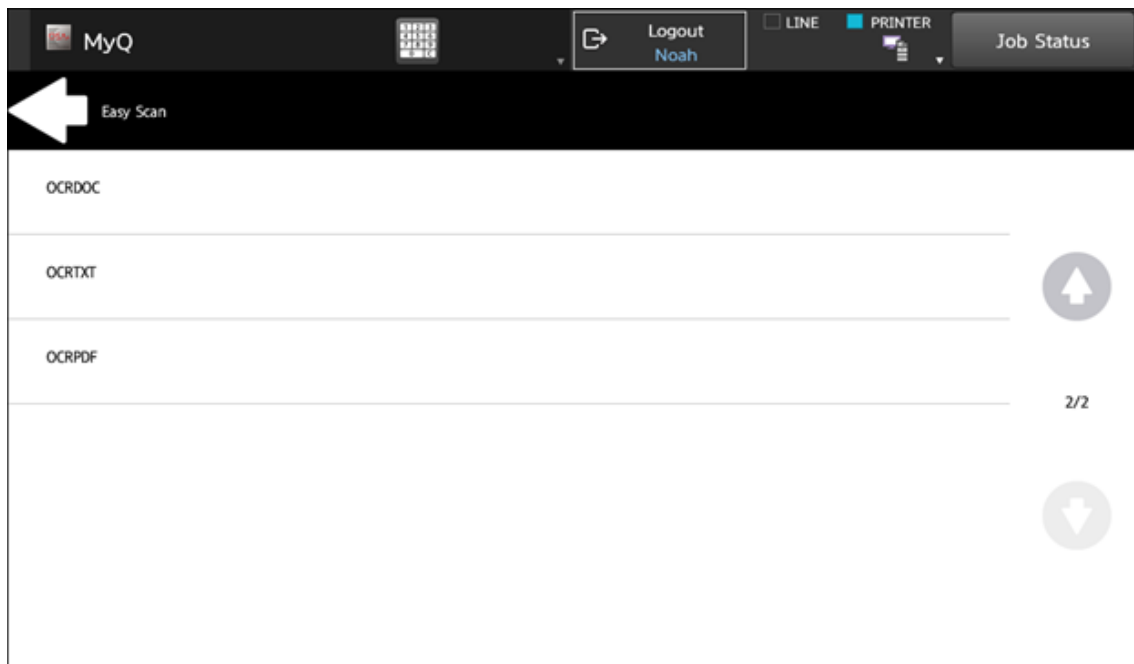 MyQ
Logout
Noah
LINE
PRINTER
Job Status
Easy Scan
OCRDOC
OCRTXT
OCRPDF
2/2